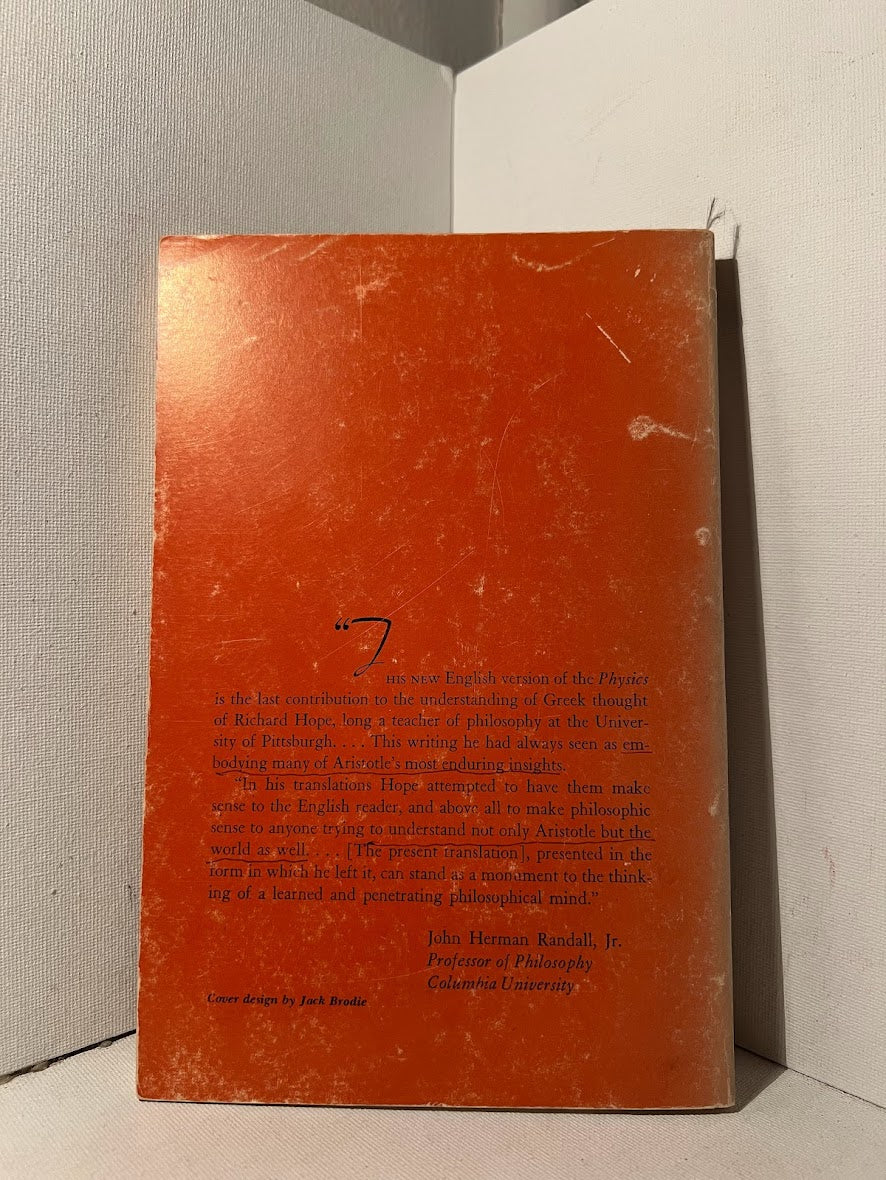 “THIS NEW English version of the Physics
is the last contribution to the understanding of Greek thought
of Richard Hope, long a teacher of philosophy at the Univer-
sity of Pittsburgh. . . . This writing he had always seen as em-
bodying many of Aristotle's most enduring insights.
“In his translations Hope attempted to have them make
sense to the English reader, and above all to make philosophic
sense to anyone trying to understand not only Aristotle but the
world as well. . . . [The present translation], presented in the
form in which he left it, can stand as a monument to the think-
ing of a learned and penetrating philosophical mind.”
John Herman Randall, Jr.
Professor of Philosophy
Columbia University
Cover design by Jack Brodie